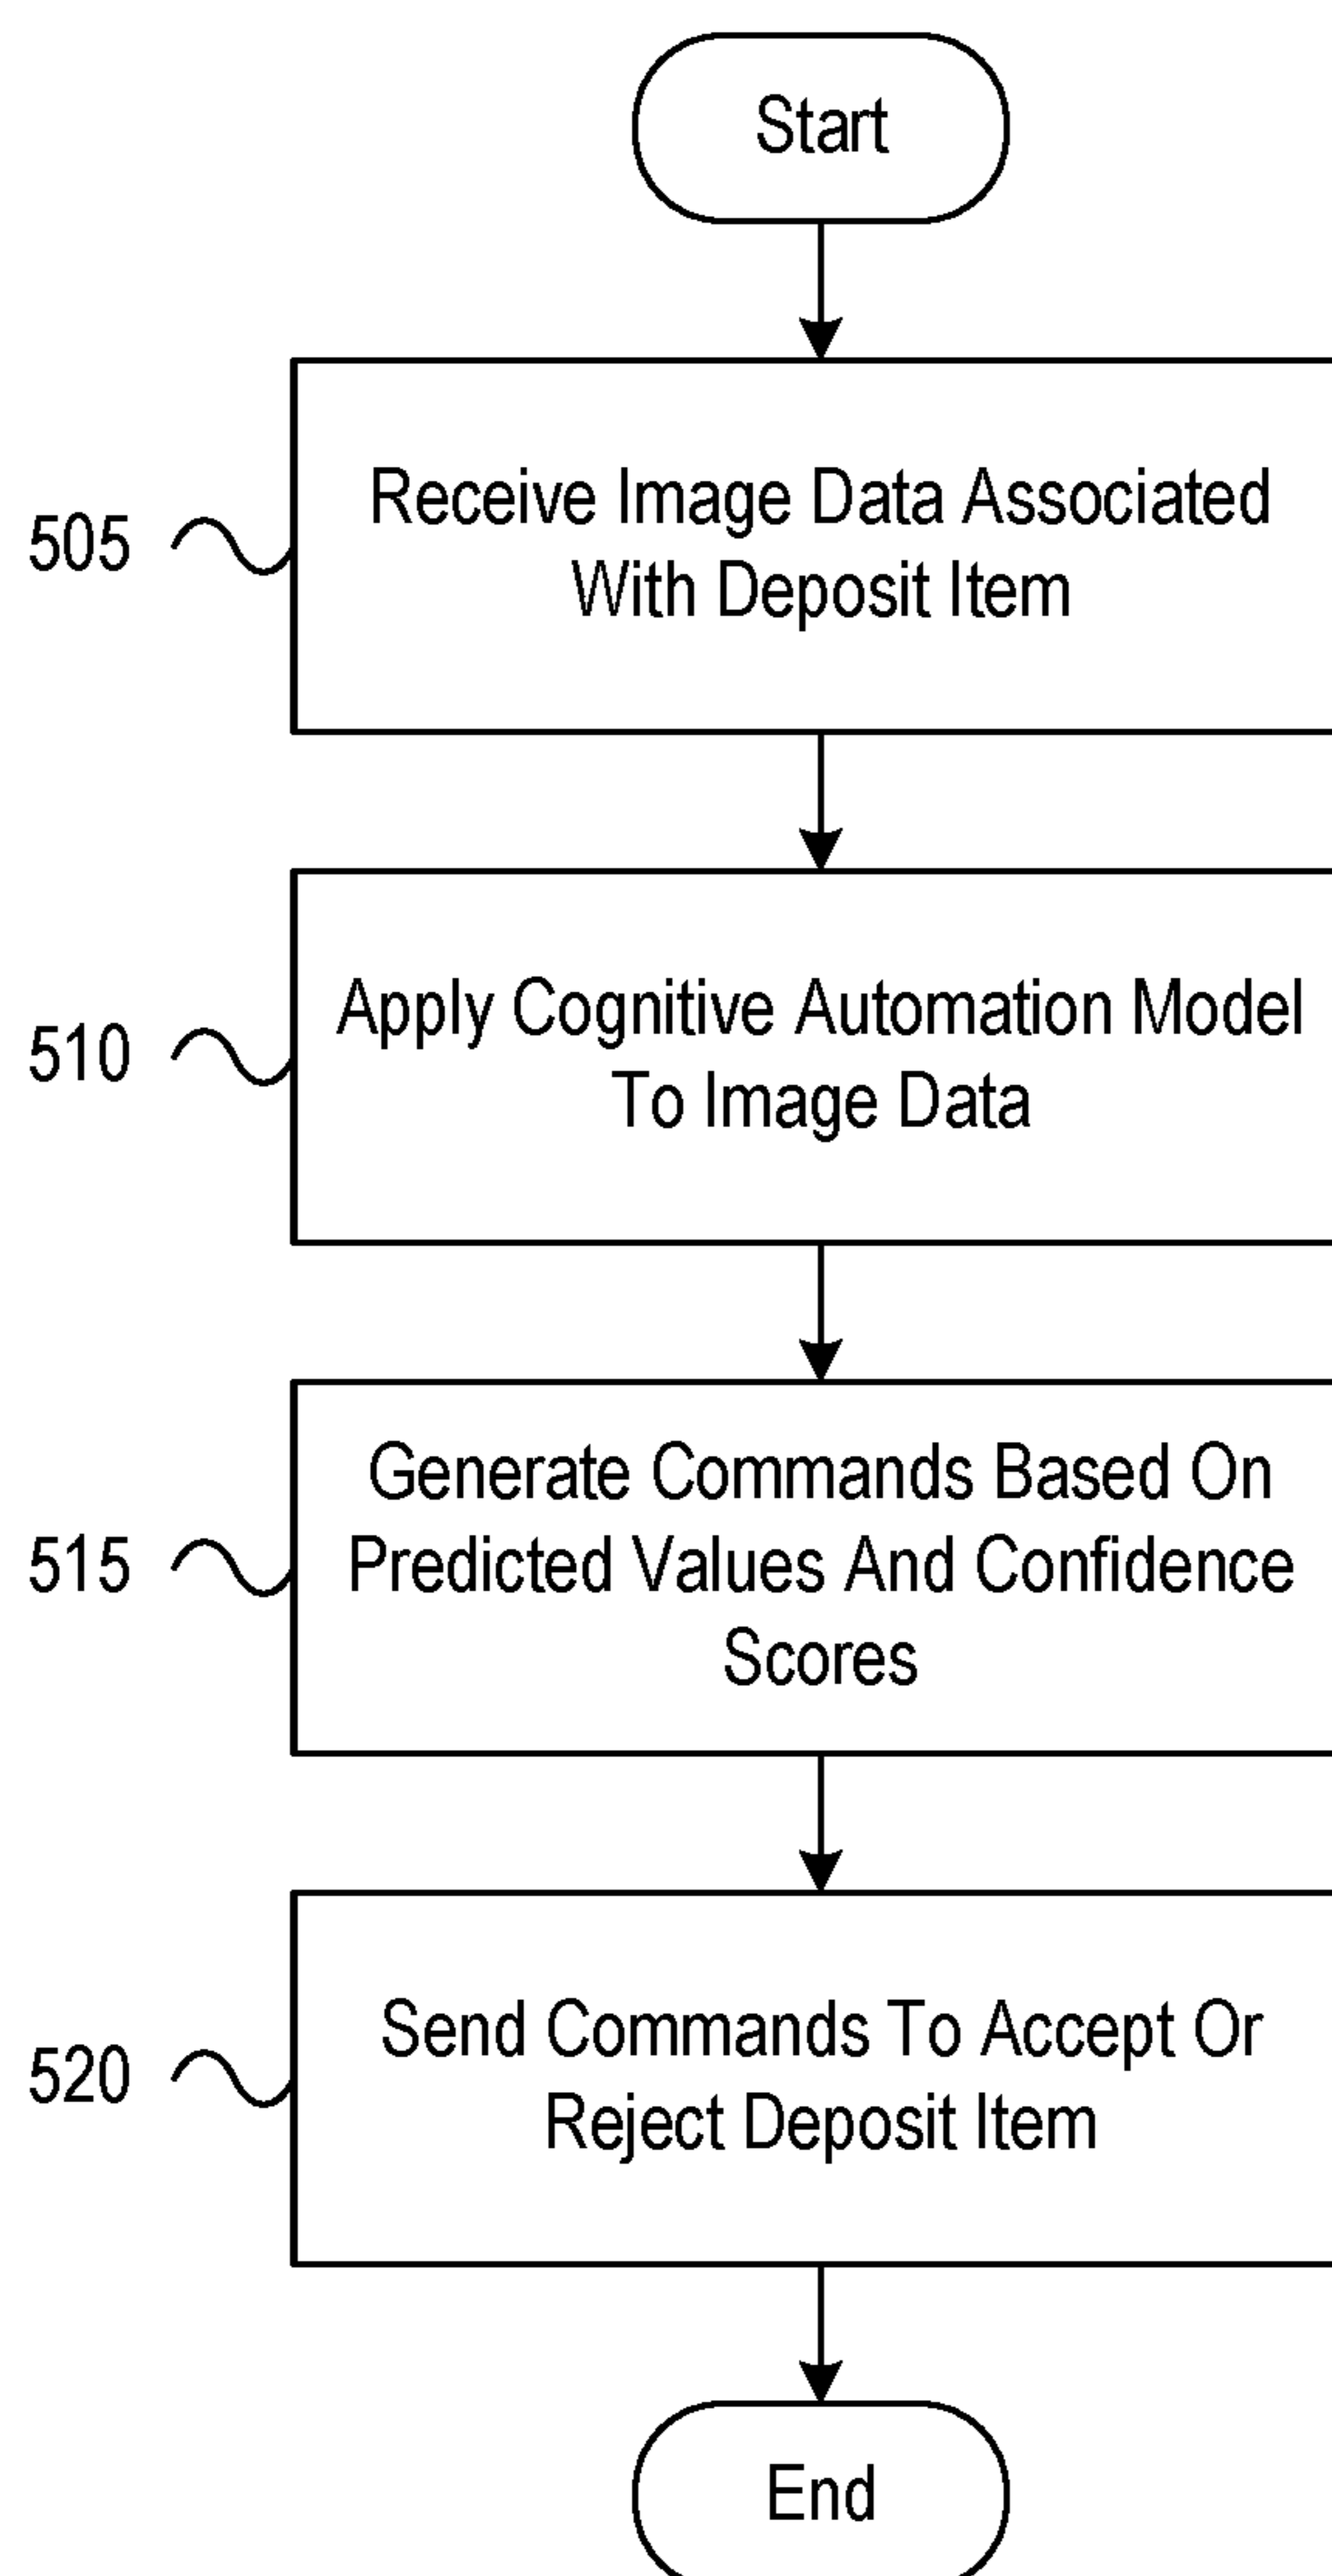 Start
505
Receive Image Data Associated
With Deposit Item
510
Apply Cognitive Automation Model
To Image Data
515
Generate Commands Based On
Predicted Values And Confidence
Scores
520
Send Commands To Accept Or
Reject Deposit Item
End